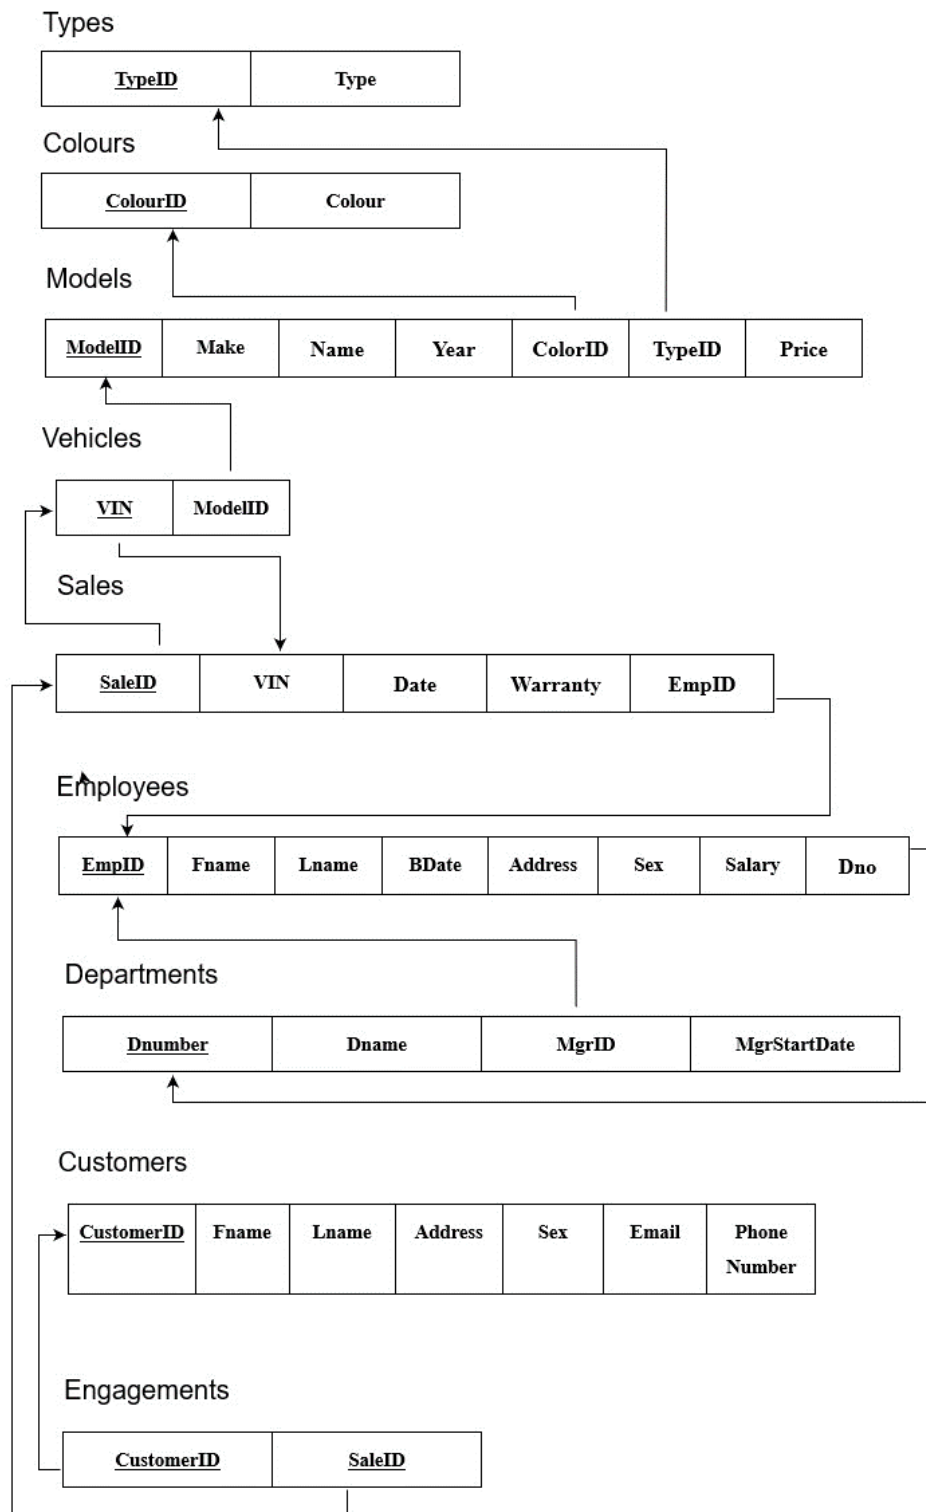 Types
TypeID Type
Colours
ColourID Colour
Models
ModelID Make Name Year ColorID TypeID Price
Vehicles
VIN ModelID
Sales
SaleID VIN Date Warranty EmpID
Employees
EmpID Fname Lname BDate Address Sex Salary Dno
Departments
Dnumber Dname MgrID MgrStartDate
Customers
CustomerID Fname Lname Address Sex Email Phone
Number
Engagements
CustomerID SaleID